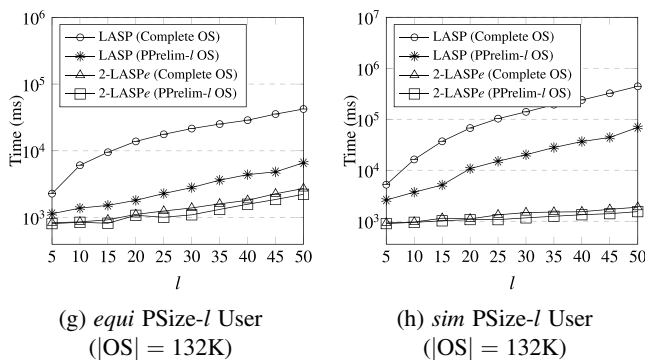 10^6
10^5
10^4
10^3
Time (ms)
LASP (Complete OS)
LASP (PPrelim-l OS)
2-LASPe (Complete OS)
2-LASPe (PPrelim-l OS)
5 10 15 20 25 30 35 40 45 50
l
(g) equi PSize-l User
(|OS| = 132K)
10^7
10^6
10^5
10^4
10^3
Time (ms)
LASP (Complete OS)
LASP (PPrelim-l OS)
2-LASPe (Complete OS)
2-LASPe (PPrelim-l OS)
5 10 15 20 25 30 35 40 45 50
l
(h) sim PSize-l User
(|OS| = 132K)